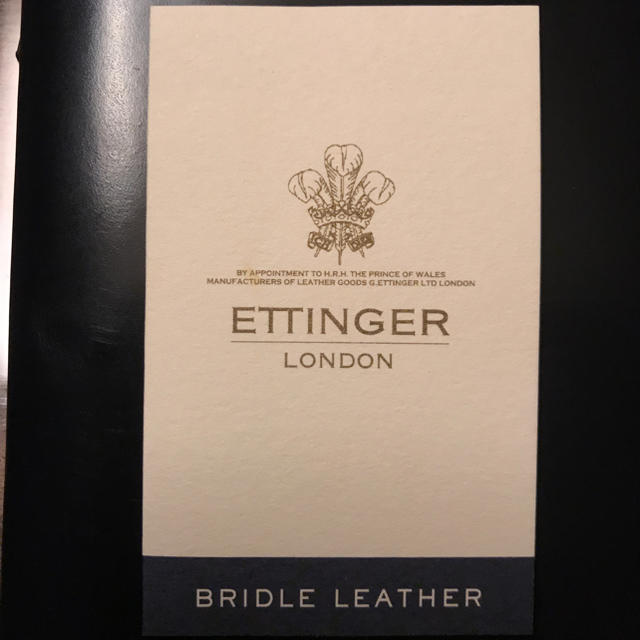 BY APPOINTMENT TO H.R.H. THE PRINCE OF WALES
MANUFACTURERS OF LEATHER GOODS G.ETTINGER LTD LONDON
ETTINGER
LONDON
BRIDLE LEATHER